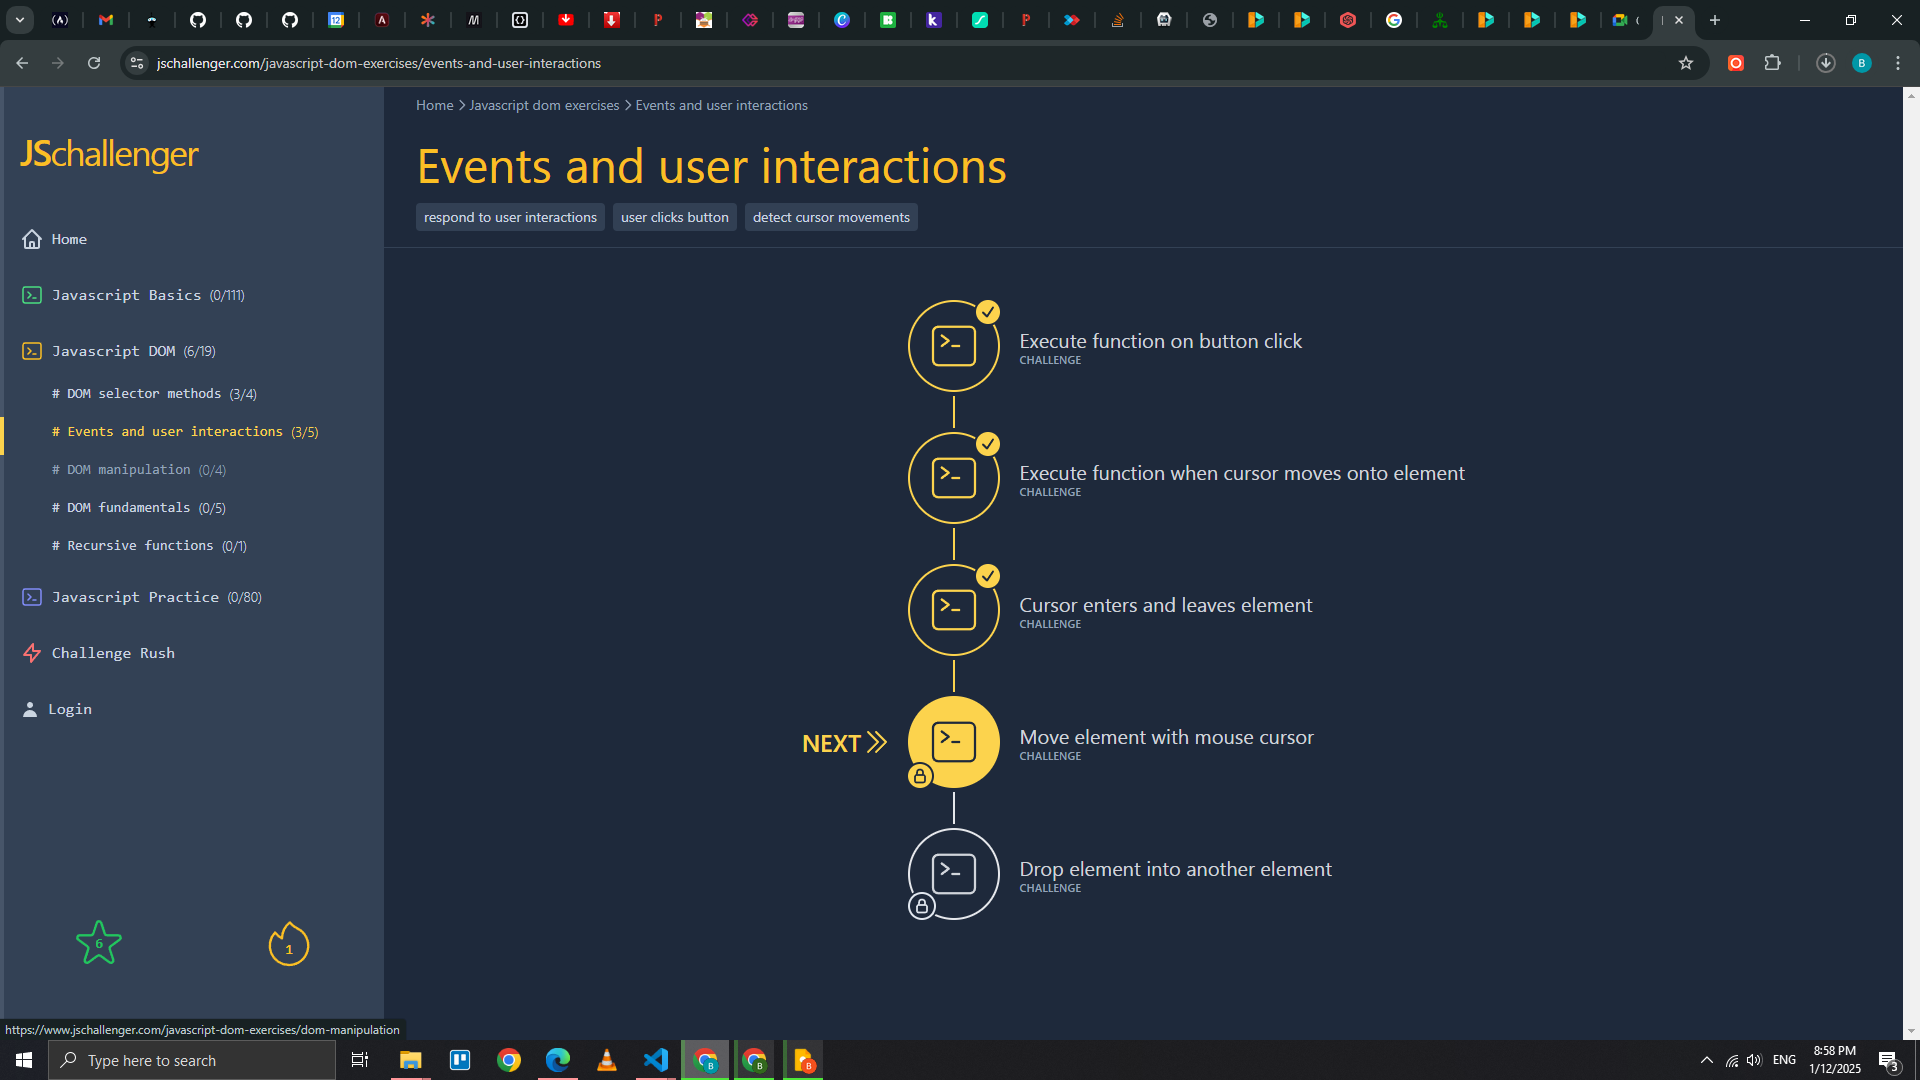 jschallenger.com/javascript-dom-exercises/events-and-user-interactions
B
Home > Javascript dom exercises > Events and user interactions
JSchallenger
Events and user interactions
respond to user interactions
user clicks button
detect cursor movements
Home
Javascript Basics (0/111)
Javascript DOM (6/19)
# DOM selector methods (3/4)
# Events and user interactions (3/5)
# DOM manipulation (0/4)
# DOM fundamentals (0/5)
# Recursive functions (0/1)
Javascript Practice (0/80)
Challenge Rush
Login
6
1
Execute function on button click
CHALLENGE
Execute function when cursor moves onto element
CHALLENGE
Cursor enters and leaves element
CHALLENGE
NEXT
Move element with mouse cursor
CHALLENGE
Drop element into another element
CHALLENGE
https://www.jschallenger.com/javascript-dom-exercises/dom-manipulation
Type here to search
ENG
8:58 PM
1/12/2025
3